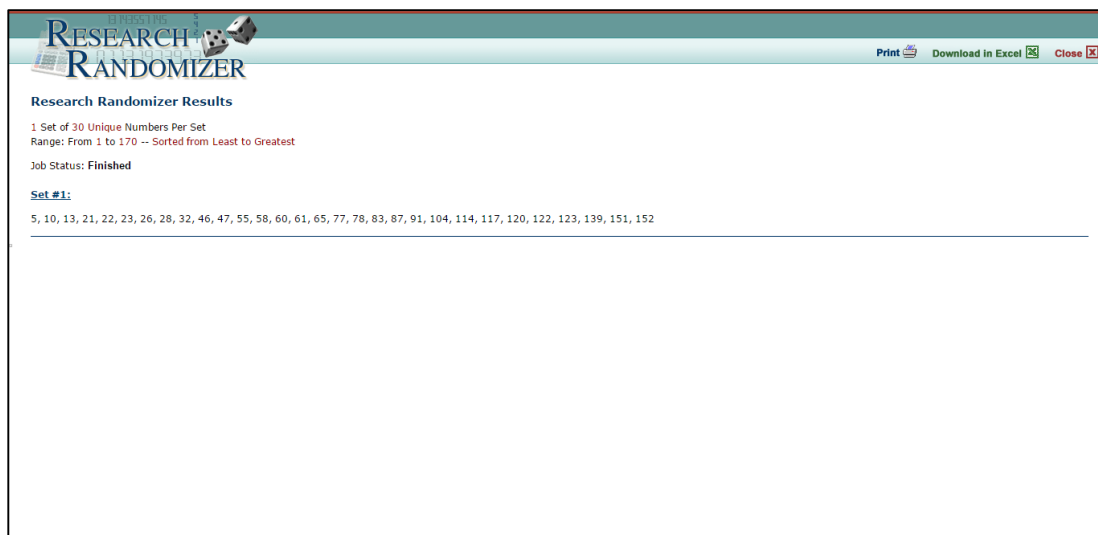 RESEARCH
RANDOMIZER
Print Download in Excel Close
Research Randomizer Results
1 Set of 30 Unique Numbers Per Set
Range: From 1 to 170 -- Sorted from Least to Greatest
Job Status: Finished
Set #1:
5, 10, 13, 21, 22, 23, 26, 28, 32, 46, 47, 55, 58, 60, 61, 65, 77, 78, 83, 87, 91, 104, 114, 117, 120, 122, 123, 139, 151, 152